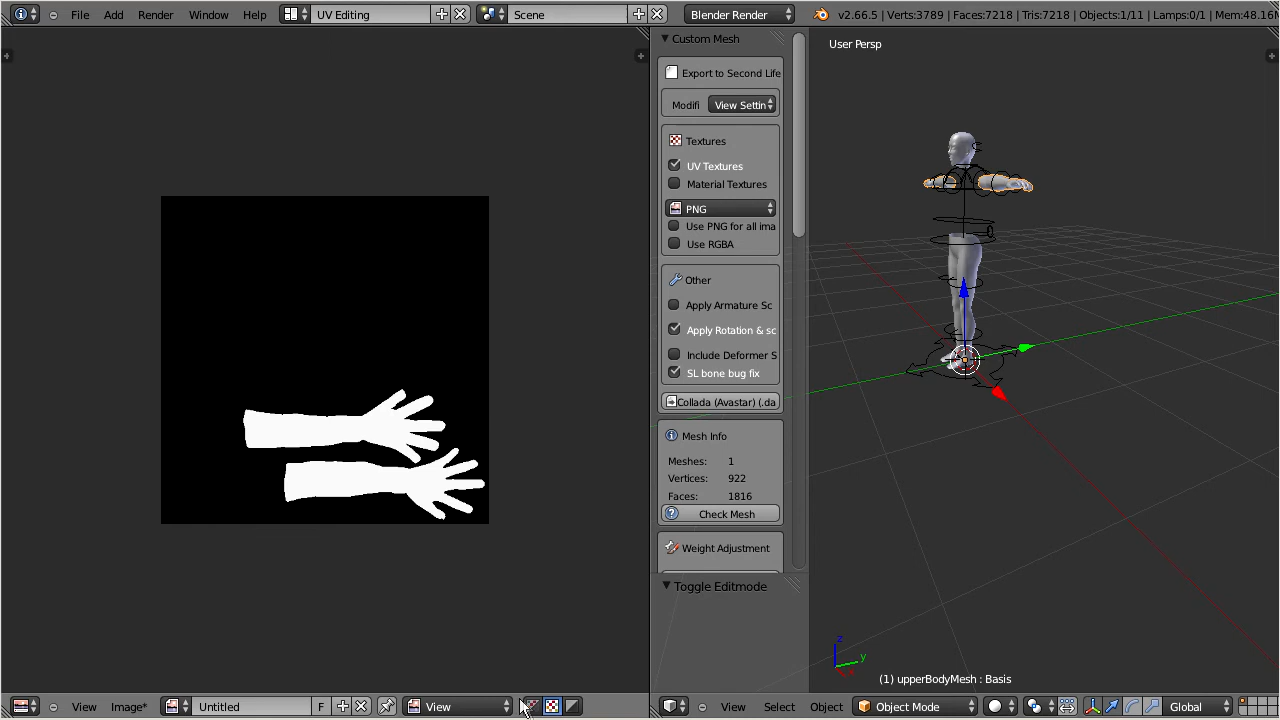 File Add Render Window Help UV Editing Scene Blender Render v2.66.5 | Verts:3789 | Faces:7218 | Tris:7218 | Objects:1/11 | Lamps:0/1 | Mem:48.16
Custom Mesh
User Persp
Export to Second Life
Modifi View Settin
Textures
UV Textures
Material Textures
PNG
Use PNG for all ima
Use RGBA
Other
Apply Armature Sc
Apply Rotation & sc
Include Deformer S
SL bone bug fix
Collada (Avastar) (.da
Mesh Info
Meshes: 1
Vertices: 922
Faces: 1816
Check Mesh
Weight Adjustment
Toggle Editmode
z
y
x
(1) upperBodyMesh : Basis
View Image* Untitled F View View Select Object Object Mode Global